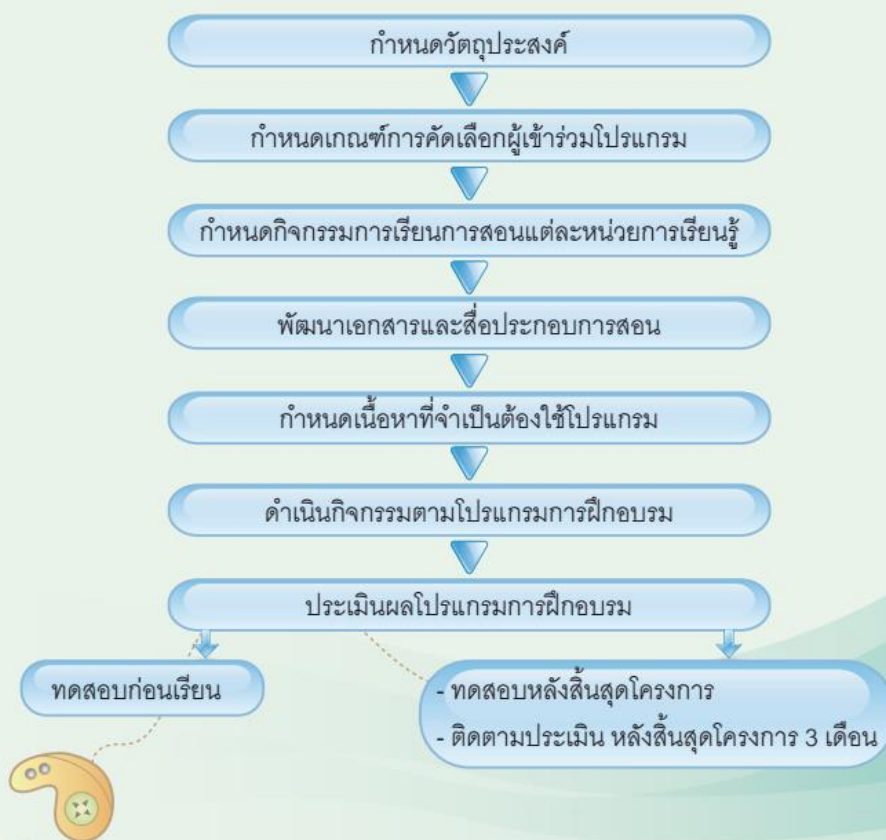 กำหนดวัตถุประสงค์
กำหนดเกณฑ์การคัดเลือกผู้เข้าร่วมโปรแกรม
กำหนดกิจกรรมการเรียนการสอนแต่ละหน่วยการเรียนรู้
พัฒนาเอกสารและสื่อประกอบการสอน
กำหนดเนื้อหาที่จำเป็นต้องใช้โปรแกรม
ดำเนินกิจกรรมตามโปรแกรมการฝึกอบรม
ประเมินผลโปรแกรมการฝึกอบรม
ทดสอบก่อนเรียน
- ทดสอบหลังสิ้นสุดโครงการ
- ติดตามประเมิน หลังสิ้นสุดโครงการ 3 เดือน